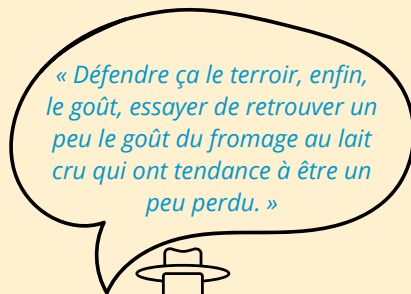 « Défendre ça le terroir, enfin,
le goût, essayer de retrouver un
peu le goût du fromage au lait
cru qui ont tendance à être un
peu perdu. »